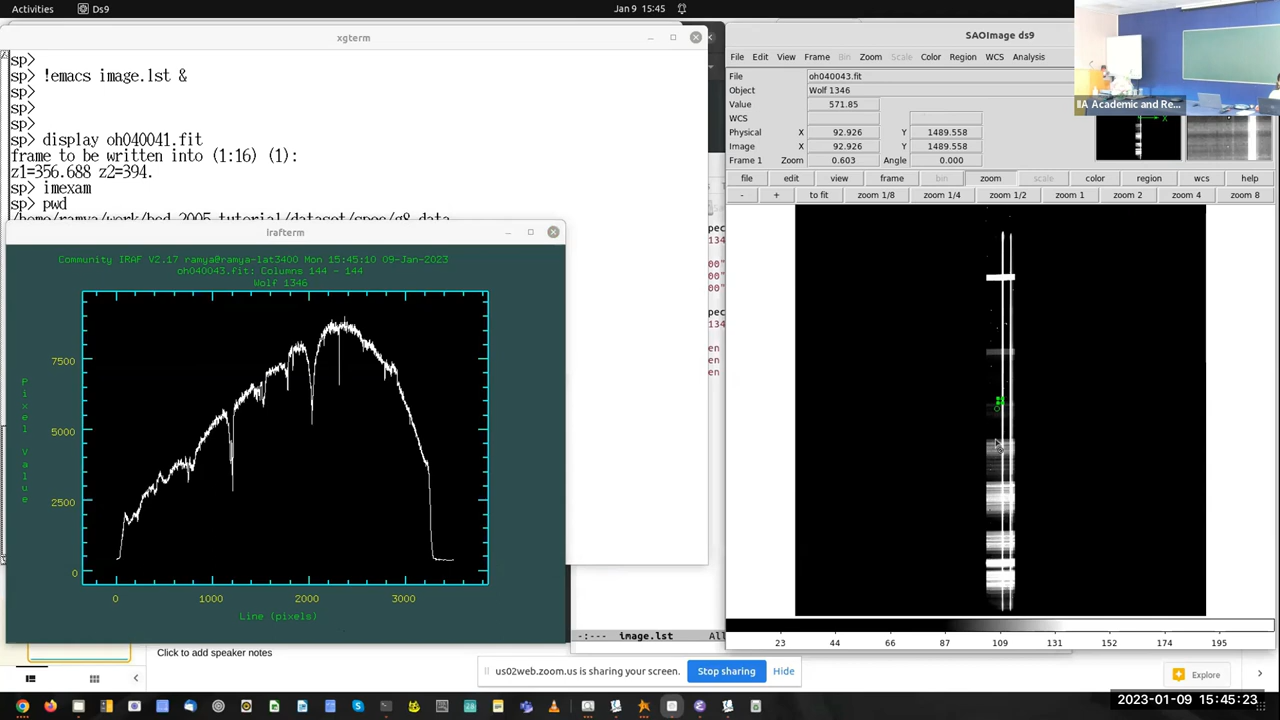 Activities
Ds9
Jan 9 15:45
xgterm
sp>
sp> !emacs image.lst &
sp>
sp>
sp> display oh040041.fit
frame to be written into (1:16) (1):
z1=356.688 z2=394.
sp> imexam
sp> pwd
irafterm
Community IRAF V2.17 ramya@ramya-lat3400 Mon 15:45:10 09-Jan-2023
oh040043.fit: Columns 144 - 144
Wolf 1346
Pixel Value
7500
5000
2500
0
0 1000 2000 3000
Line (pixels)
-:--- image.lst All
Click to add speaker notes
us02web.zoom.us is sharing your screen. Stop sharing Hide
SAOImage ds9
File Edit View Frame Bin Zoom Scale Color Region WCS Analysis
File oh040043.fit
Object Wolf 1346
Value 571.85
WCS
Physical X 92.926 Y 1489.558
Image X 92.926 Y 1489.558
Frame 1 Zoom 0.603 Angle 0.000
file edit view frame bin zoom scale color region wcs help
- + to fit zoom 1/8 zoom 1/4 zoom 1/2 zoom 1 zoom 2 zoom 4 zoom 8
23 44 66 87 109 131 152 174 195
IIA Academic and Re...
X
Explore
2023-01-09 15:45:23